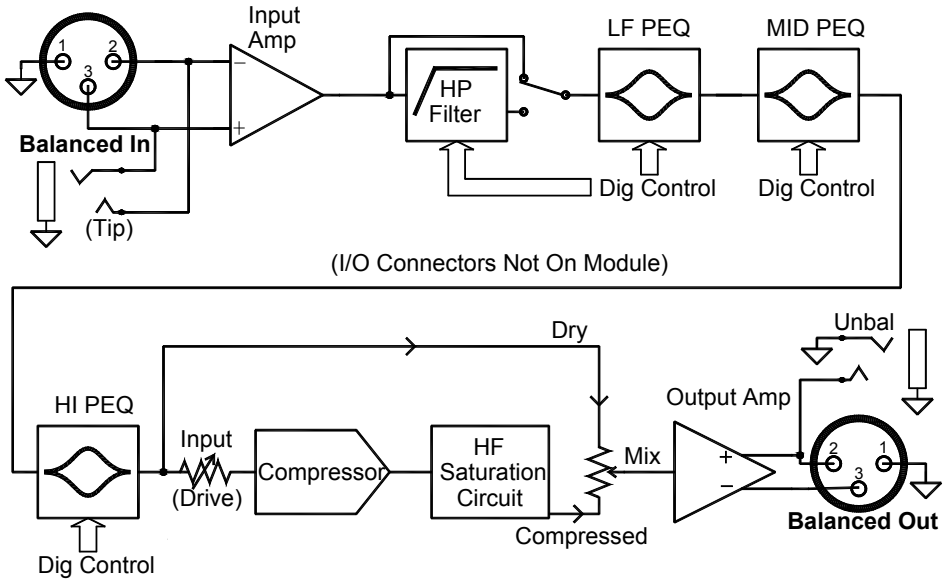 Input
Amp
LF PEQ
MID PEQ
1
2
3
−
+
HP
Filter
Balanced In
(Tip)
Dig Control
Dig Control
(I/O Connectors Not On Module)
Dry
Unbal
HI PEQ
Input
(Drive)
Compressor
HF
Saturation
Circuit
Mix
Output Amp
+
−
2
1
3
Compressed
Balanced Out
Dig Control